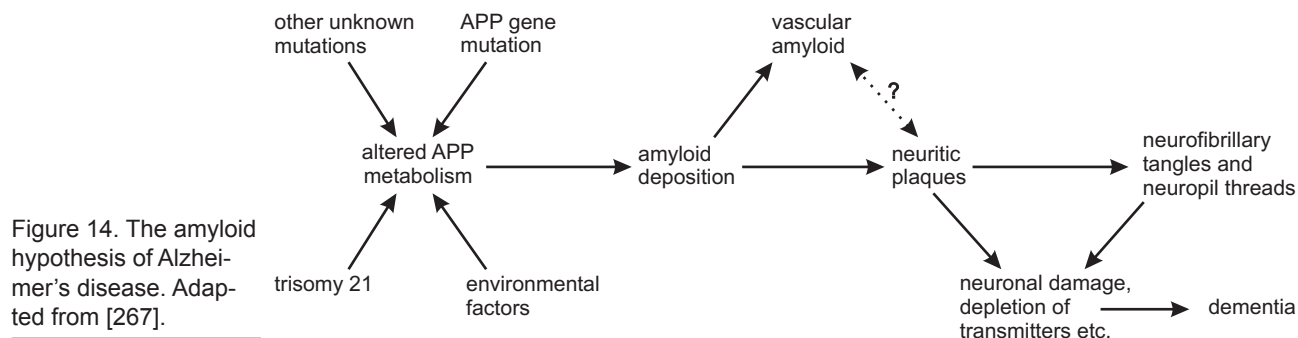 other unknown
mutations
APP gene
mutation
vascular
amyloid
?
altered APP
metabolism
amyloid
deposition
neuritic
plaques
neurofibrillary
tangles and
neuropil threads
trisomy 21
environmental
factors
neuronal damage,
depletion of
transmitters etc.
dementia
Figure 14. The amyloid
hypothesis of Alzhei-
mer’s disease. Adap-
ted from [267].